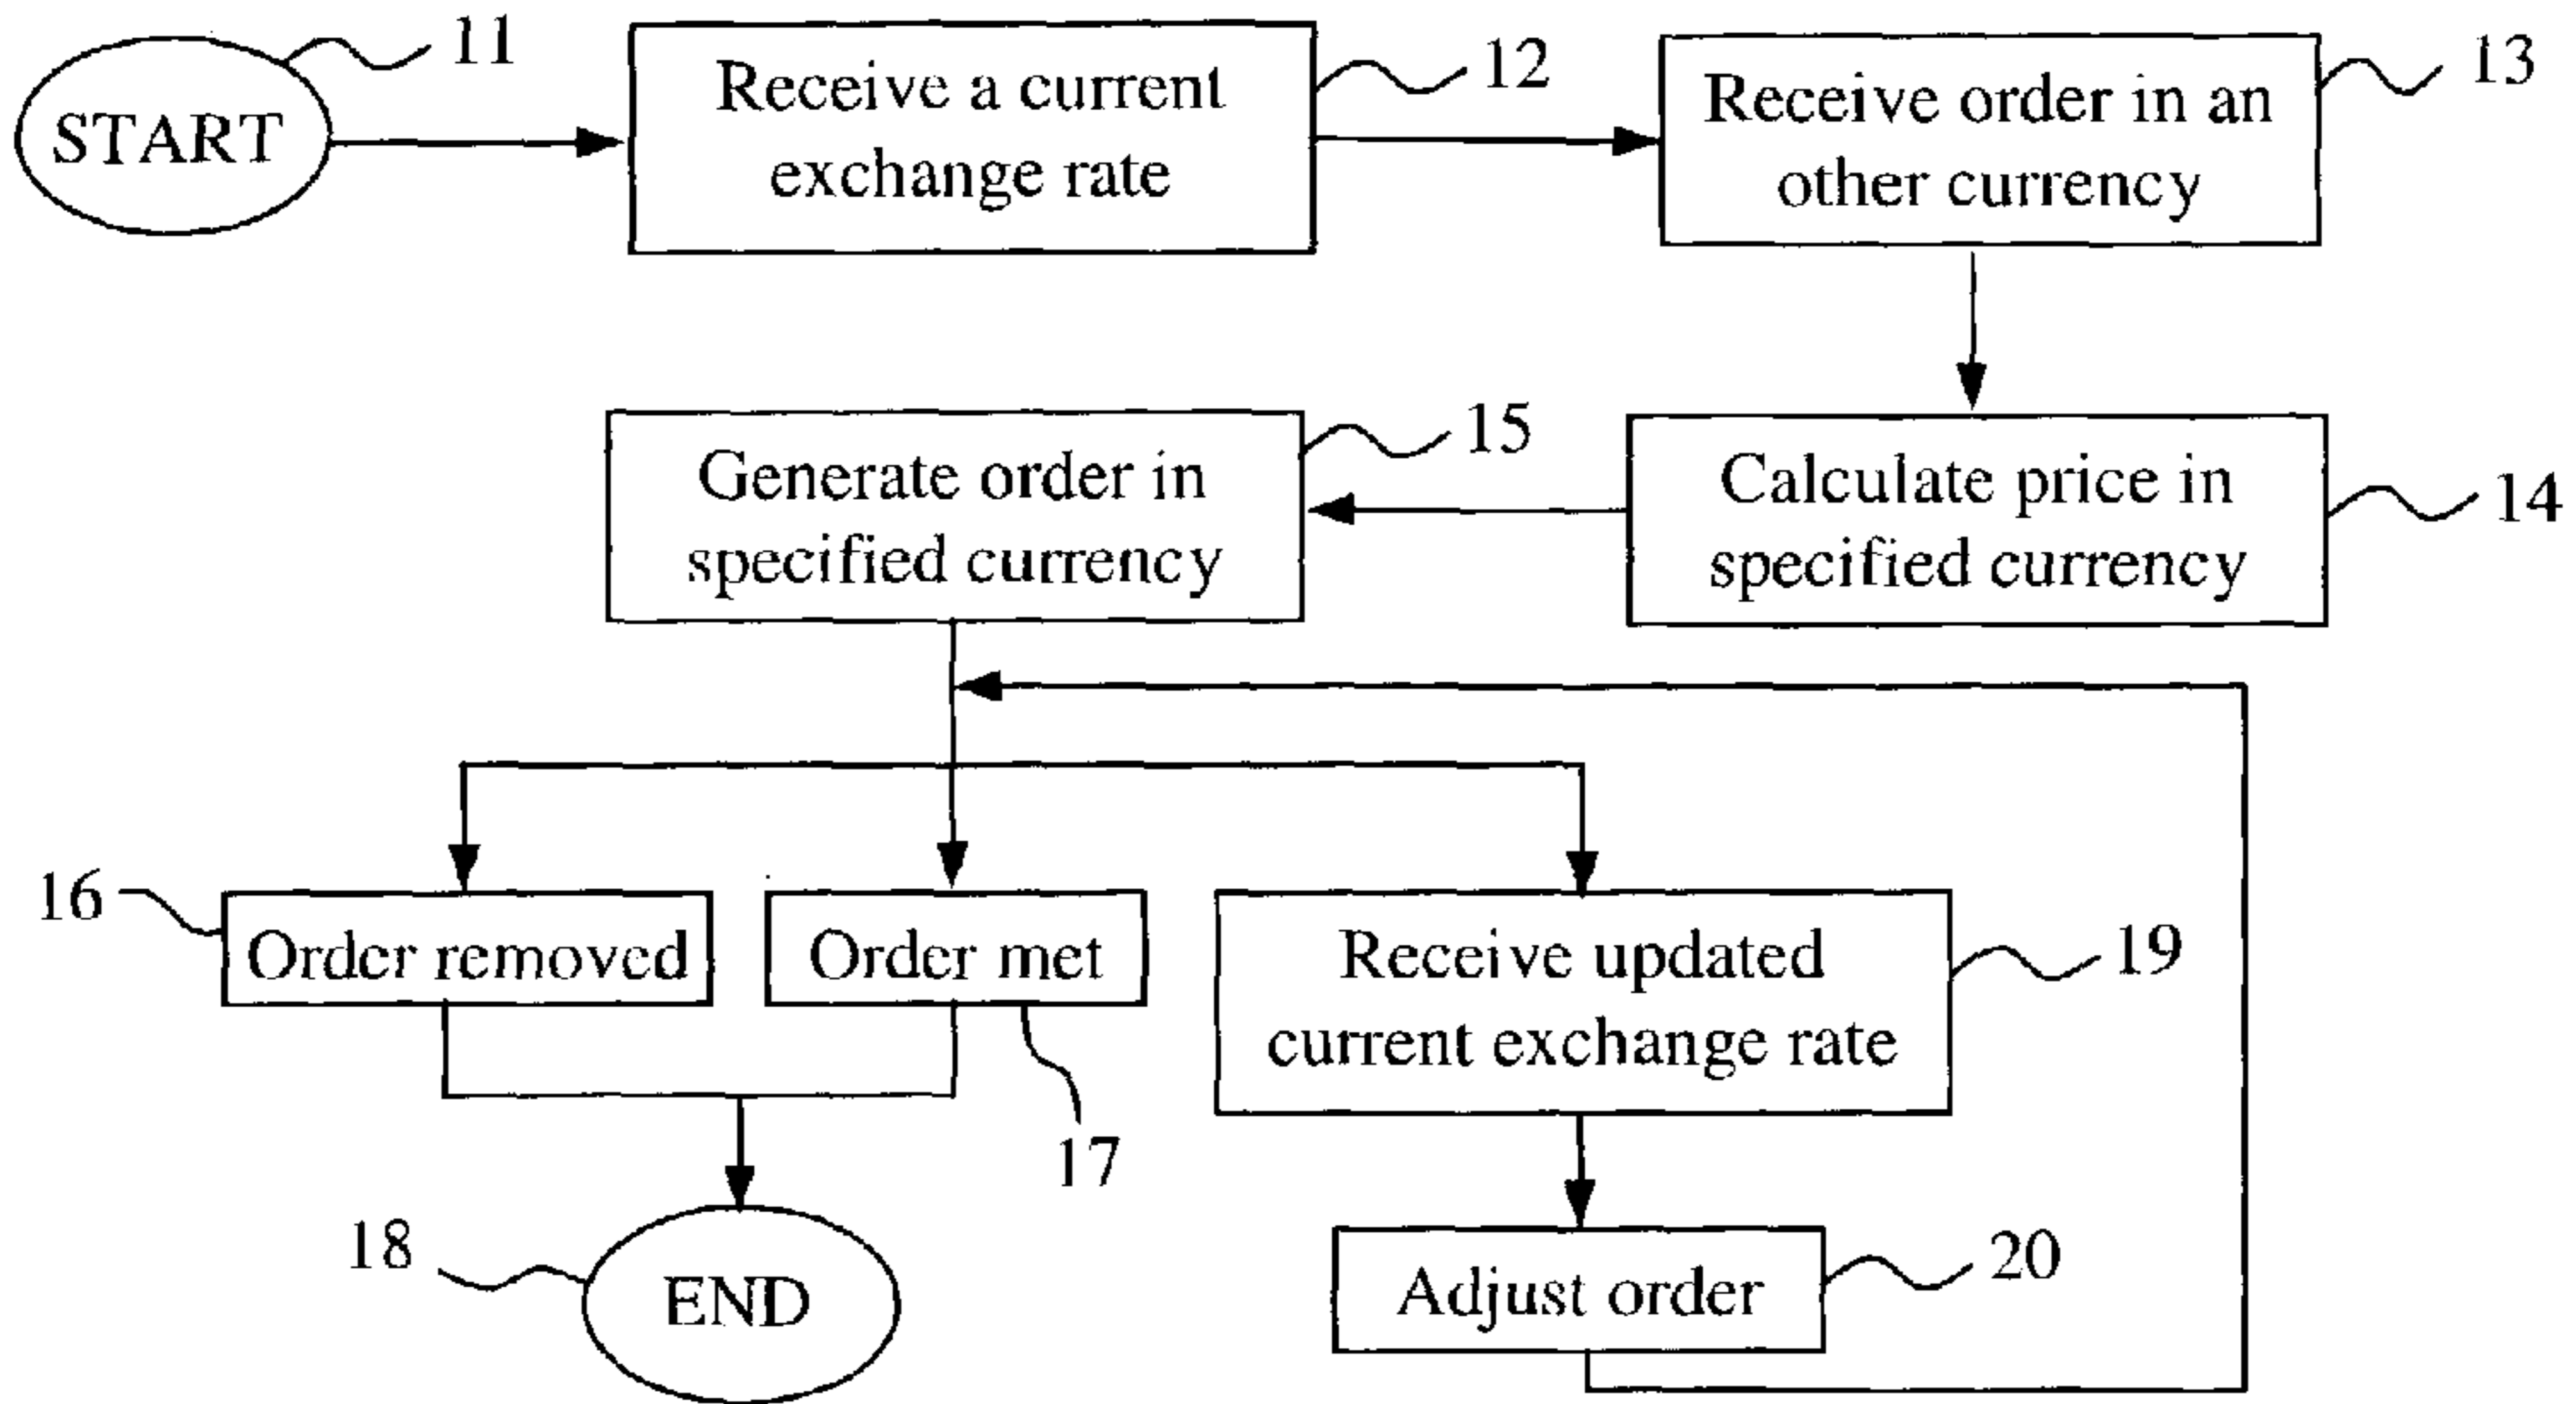 START
11
Receive a current
exchange rate
12
Receive order in an
other currency
13
Generate order in
specified currency
15
Calculate price in
specified currency
14
16
Order removed
Order met
17
Receive updated
current exchange rate
19
18
END
Adjust order
20